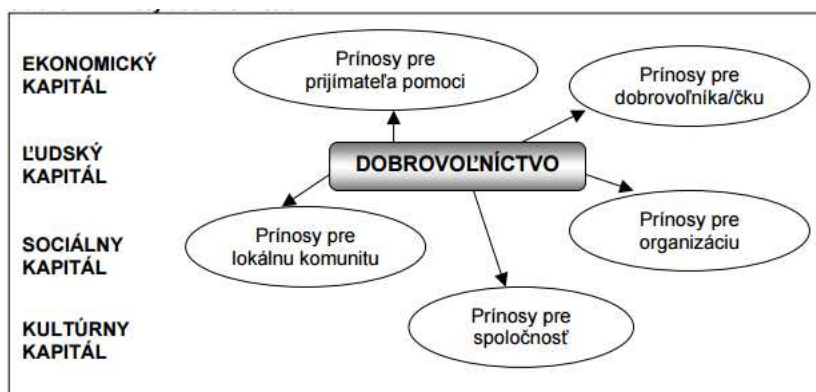 EKONOMICKÝ
KAPITÁL
Prínosy pre
prijímateľa pomoci
Prínosy pre
dobrovoľníka/čku
ĽUDSKÝ
KAPITÁL
DOBROVOĽNÍCTVO
SOCIÁLNY
KAPITÁL
Prínosy pre
lokálnu komunitu
Prínosy pre
organizáciu
KULTÚRNY
KAPITÁL
Prínosy pre
spoločnosť